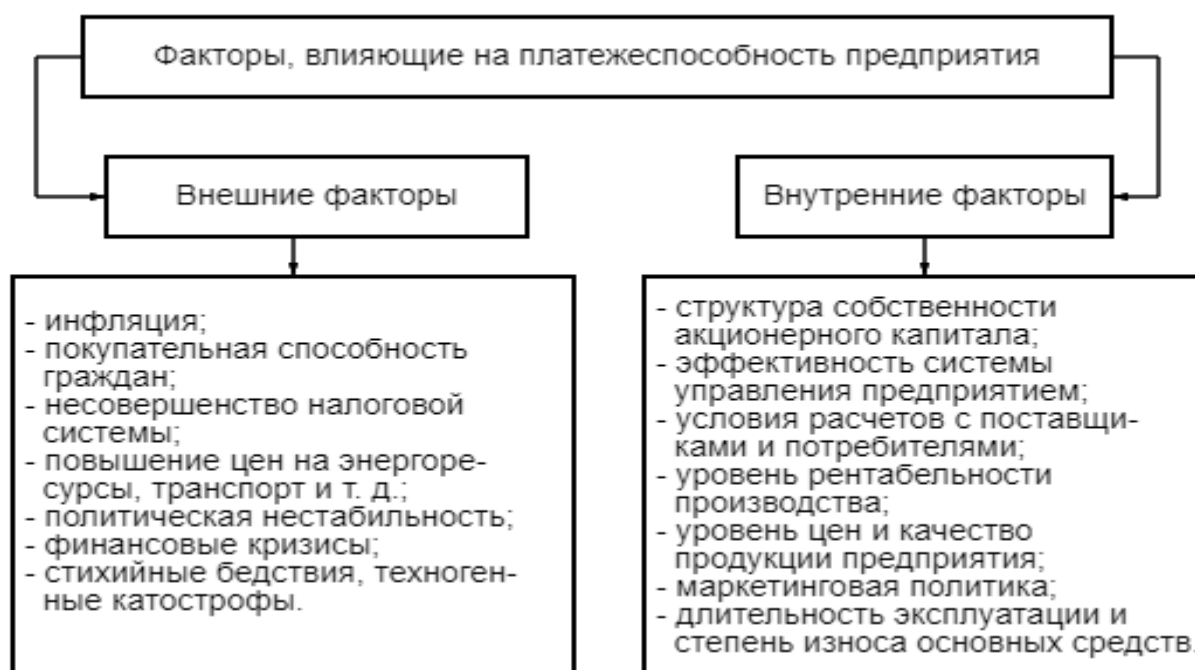 Факторы, влияющие на платежеспособность предприятия
Внешние факторы
Внутренние факторы
- инфляция;
- покупательная способность
граждан;
- несовершенство налоговой
системы;
- повышение цен на энергоре-
сурсы, транспорт и т. д.;
- политическая нестабильность;
- финансовые кризисы;
- стихийные бедствия, техноген-
ные катострофы.
- структура собственности
акционерного капитала;
- эффективность системы
управления предприятием;
- условия расчетов с поставщи-
ками и потребителями;
- уровень рентабельности
производства;
- уровень цен и качество
продукции предприятия;
- маркетинговая политика;
- длительность эксплуатации и
степень износа основных средств.